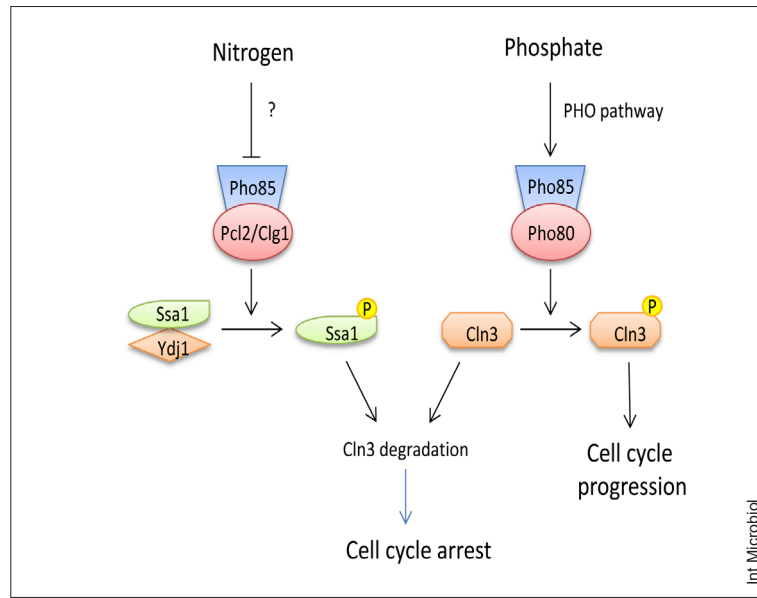 Nitrogen
Phosphate
?
PHO pathway
Pho85
Pcl2/Clg1
Pho85
Pho80
Ssa1
Ydj1
P
Ssa1
Cln3
P
Cln3
Cln3 degradation
Cell cycle
progression
Cell cycle arrest
Int Microbiol